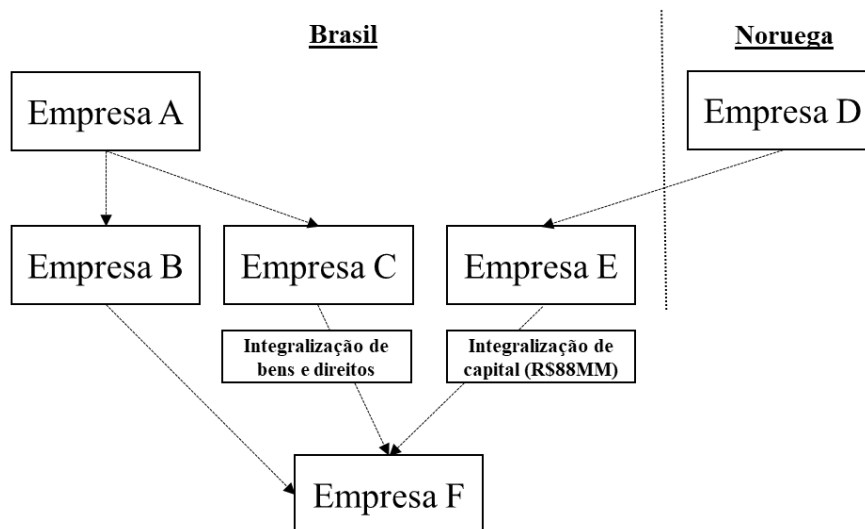 Brasil
Noruega
Empresa A
Empresa D
Empresa B
Empresa C
Empresa E
Integralização de
bens e direitos
Integralização de
capital (R$88MM)
Empresa F